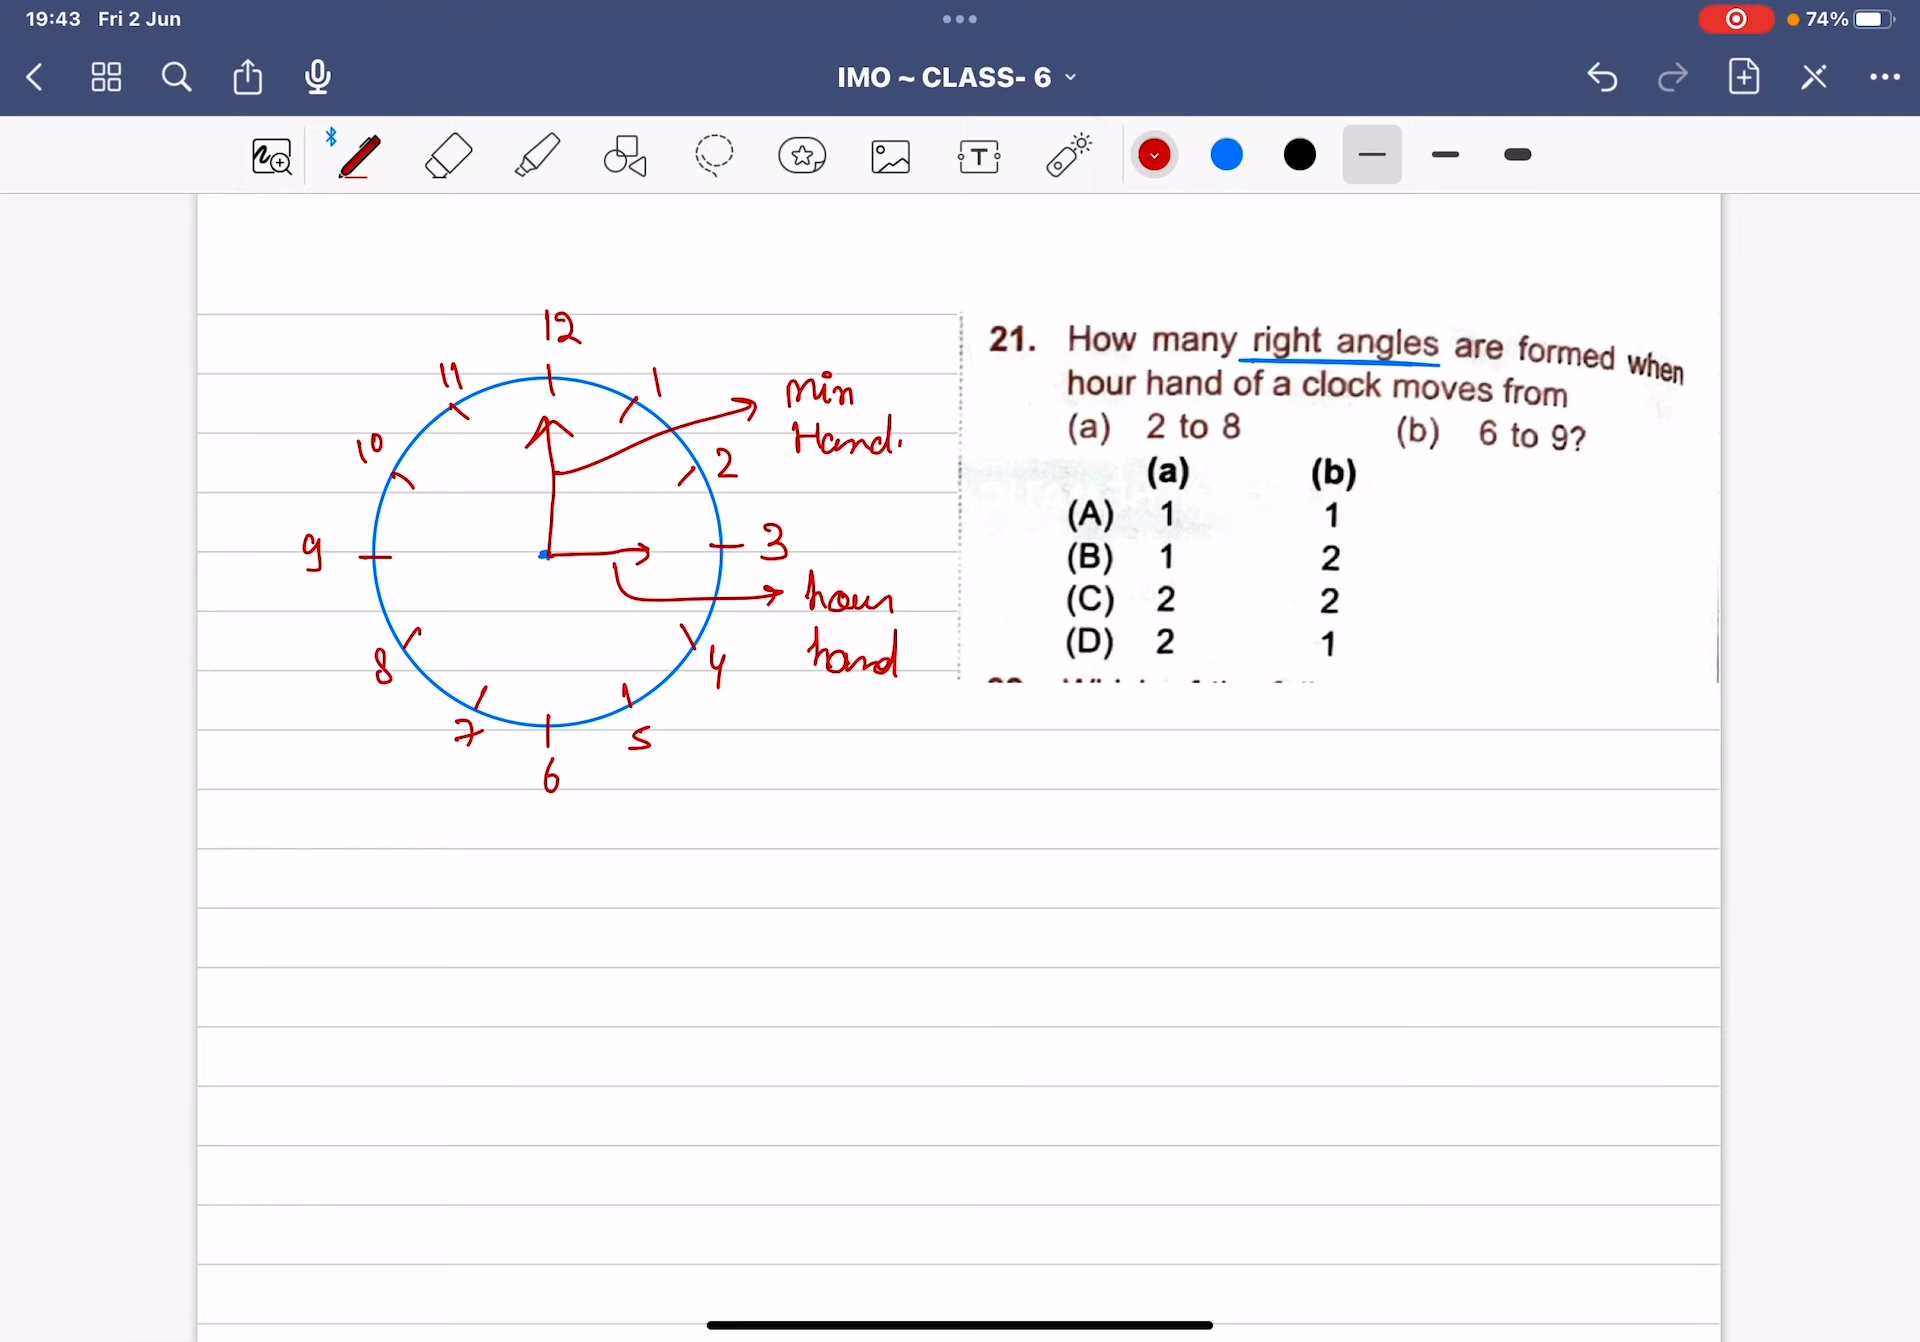 19:43 Fri 2 Jun
74%
IMO ~ CLASS- 6
T
12
11
1
10
2
9
3
8
4
7
5
6
Min
Hand.
hour
hand
21. How many right angles are formed when
hour hand of a clock moves from
(a) 2 to 8 (b) 6 to 9?
(a) (b)
(A) 1 1
(B) 1 2
(C) 2 2
(D) 2 1